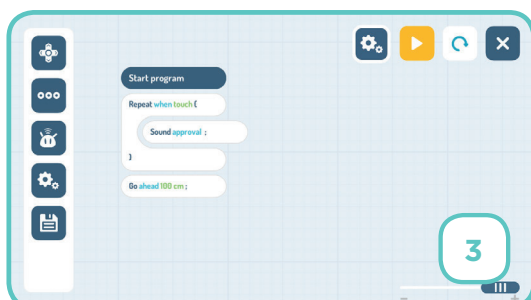 Start program
Repeat when touch {
Sound approval ;
}
Go ahead 100 cm ;
3